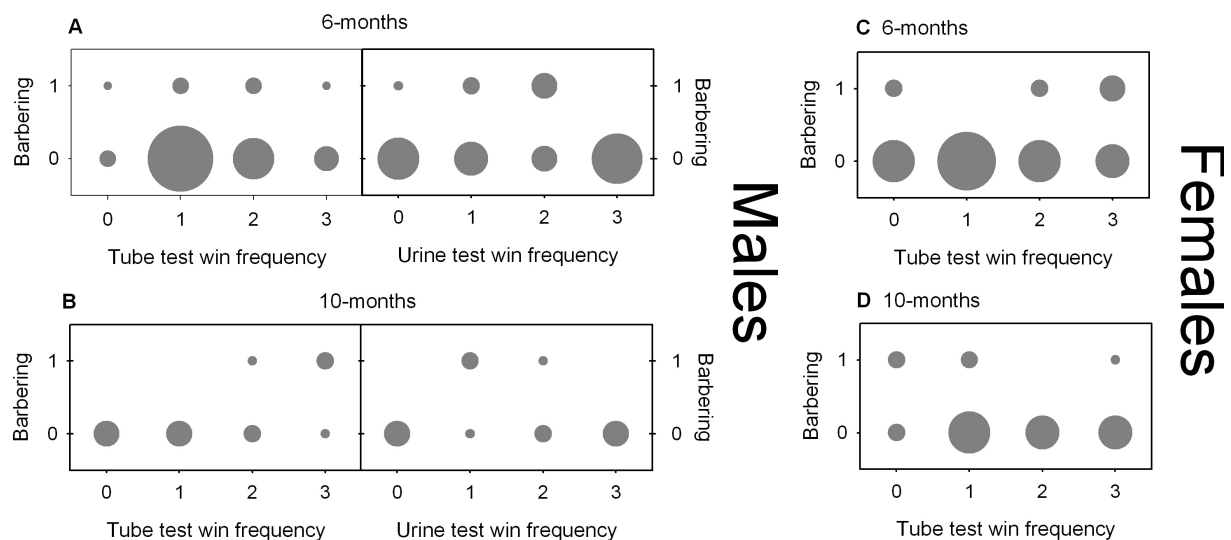 A
6-months
Barbering
1
0
0 1 2 3
Tube test win frequency
0 1 2 3
Urine test win frequency
1
0
Barbering
B
10-months
Barbering
1
0
0 1 2 3
Tube test win frequency
0 1 2 3
Urine test win frequency
1
0
Barbering
Males
C 6-months
Barbering
1
0
0 1 2 3
Tube test win frequency
D 10-months
Barbering
1
0
0 1 2 3
Tube test win frequency
Females